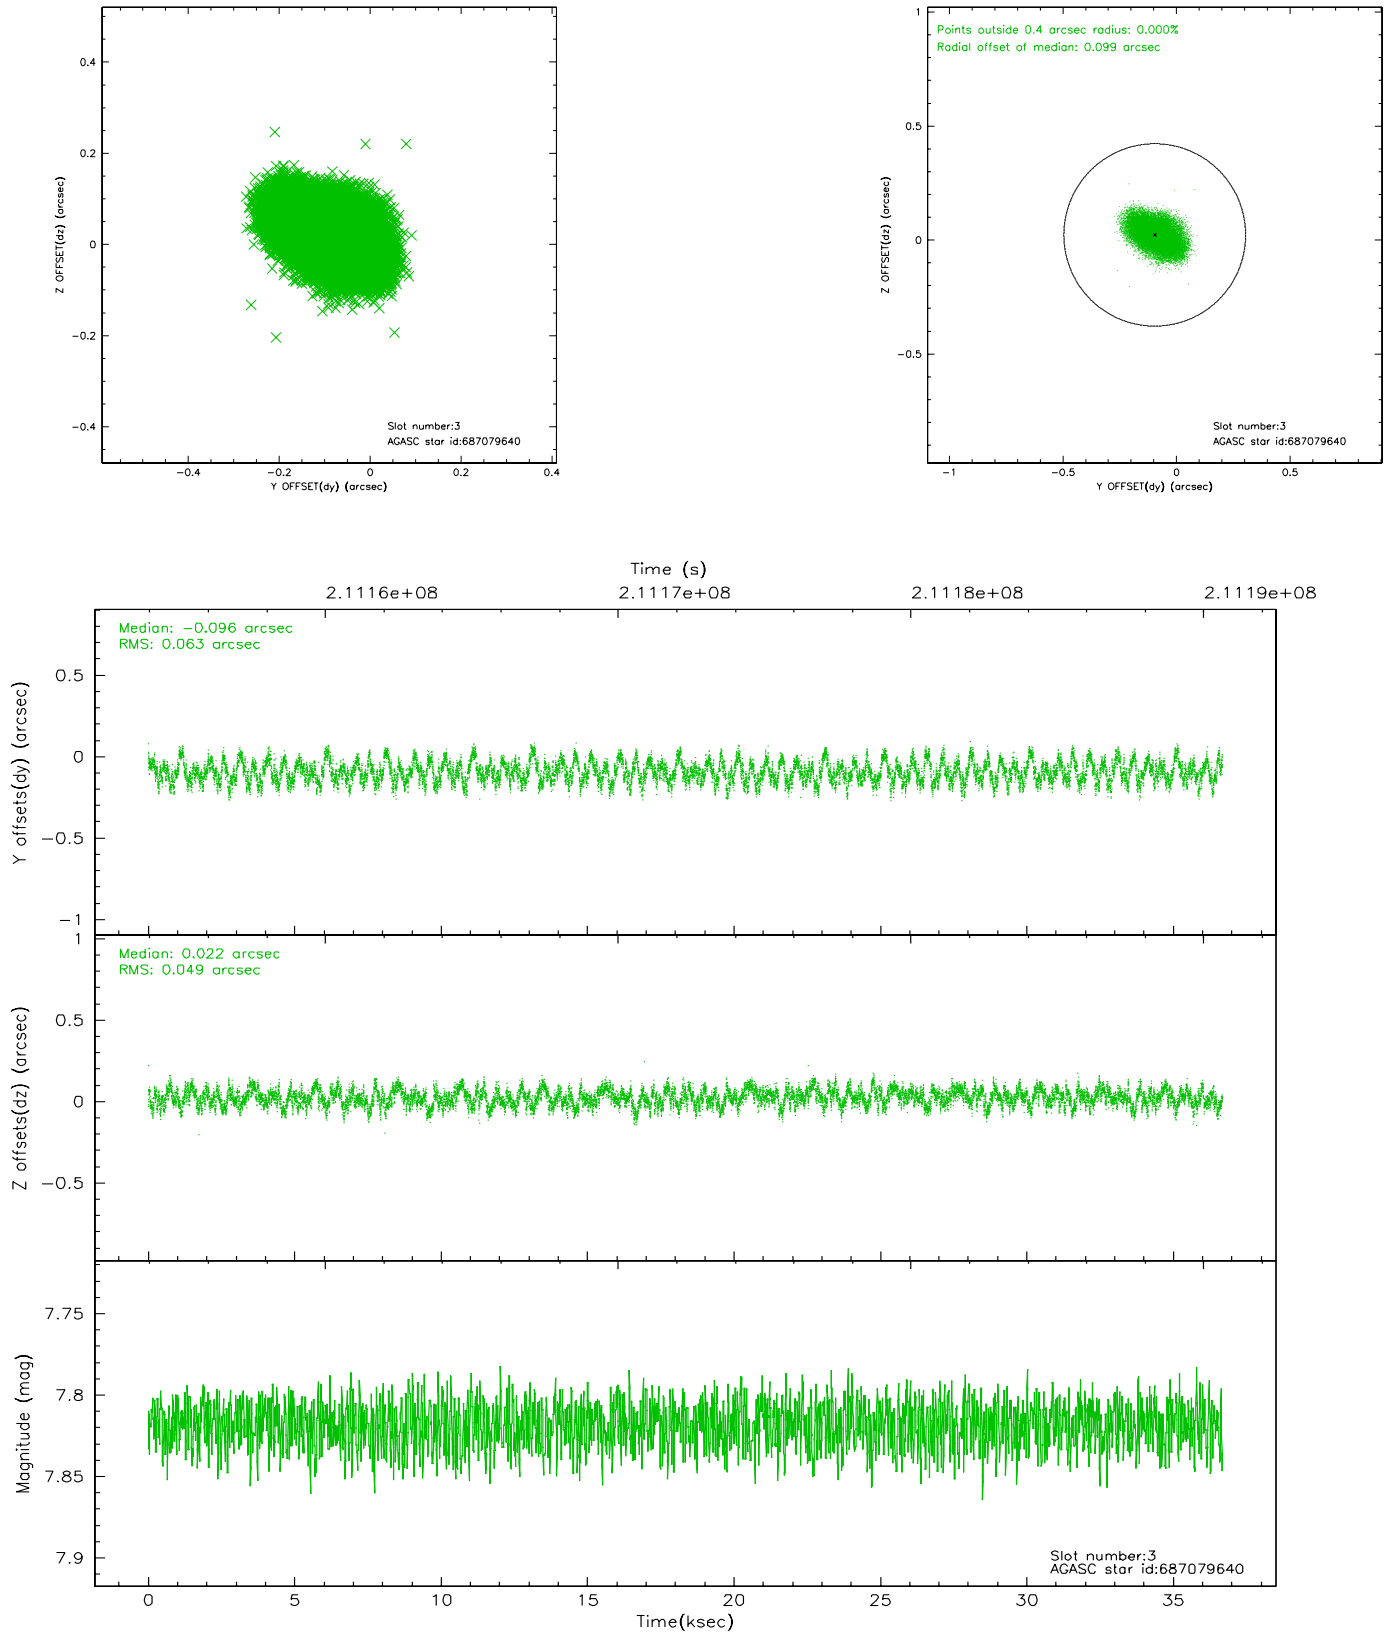 0.4
0.2
0
−0.2
−0.4
Z OFFSET(dz) (arcsec)
−0.4 −0.2 0 0.2 0.4
Y OFFSET(dy) (arcsec)
Slot number:3
AGASC star id:687079640
Points outside 0.4 arcsec radius: 0.000%
Radial offset of median: 0.099 arcsec
1
0.5
0
−0.5
Z OFFSET(dz) (arcsec)
−1 −0.5 0 0.5
Y OFFSET(dy) (arcsec)
Slot number:3
AGASC star id:687079640
Time (s)
2.1116e+08 2.1117e+08 2.1118e+08 2.1119e+08
Median: −0.096 arcsec
RMS: 0.063 arcsec
0.5
0
−0.5
−1
Y offsets(dy) (arcsec)
Median: 0.022 arcsec
RMS: 0.049 arcsec
1
0.5
0
−0.5
Z offsets(dz) (arcsec)
7.75
7.8
7.85
7.9
Magnitude (mag)
Slot number:3
AGASC star id:687079640
0 5 10 15 20 25 30 35
Time(ksec)